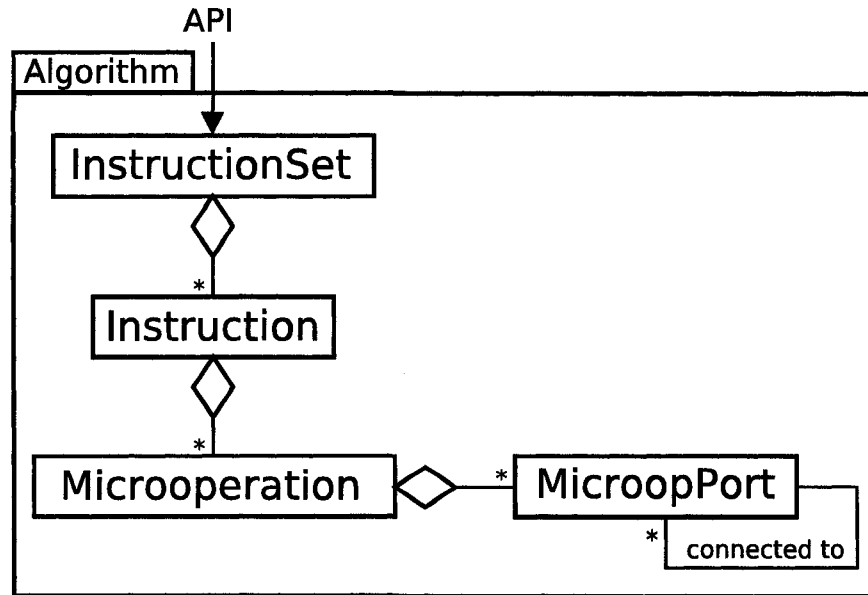 API
Algorithm
InstructionSet
*
Instruction
*
Microoperation
*
MicroopPort
*
connected to